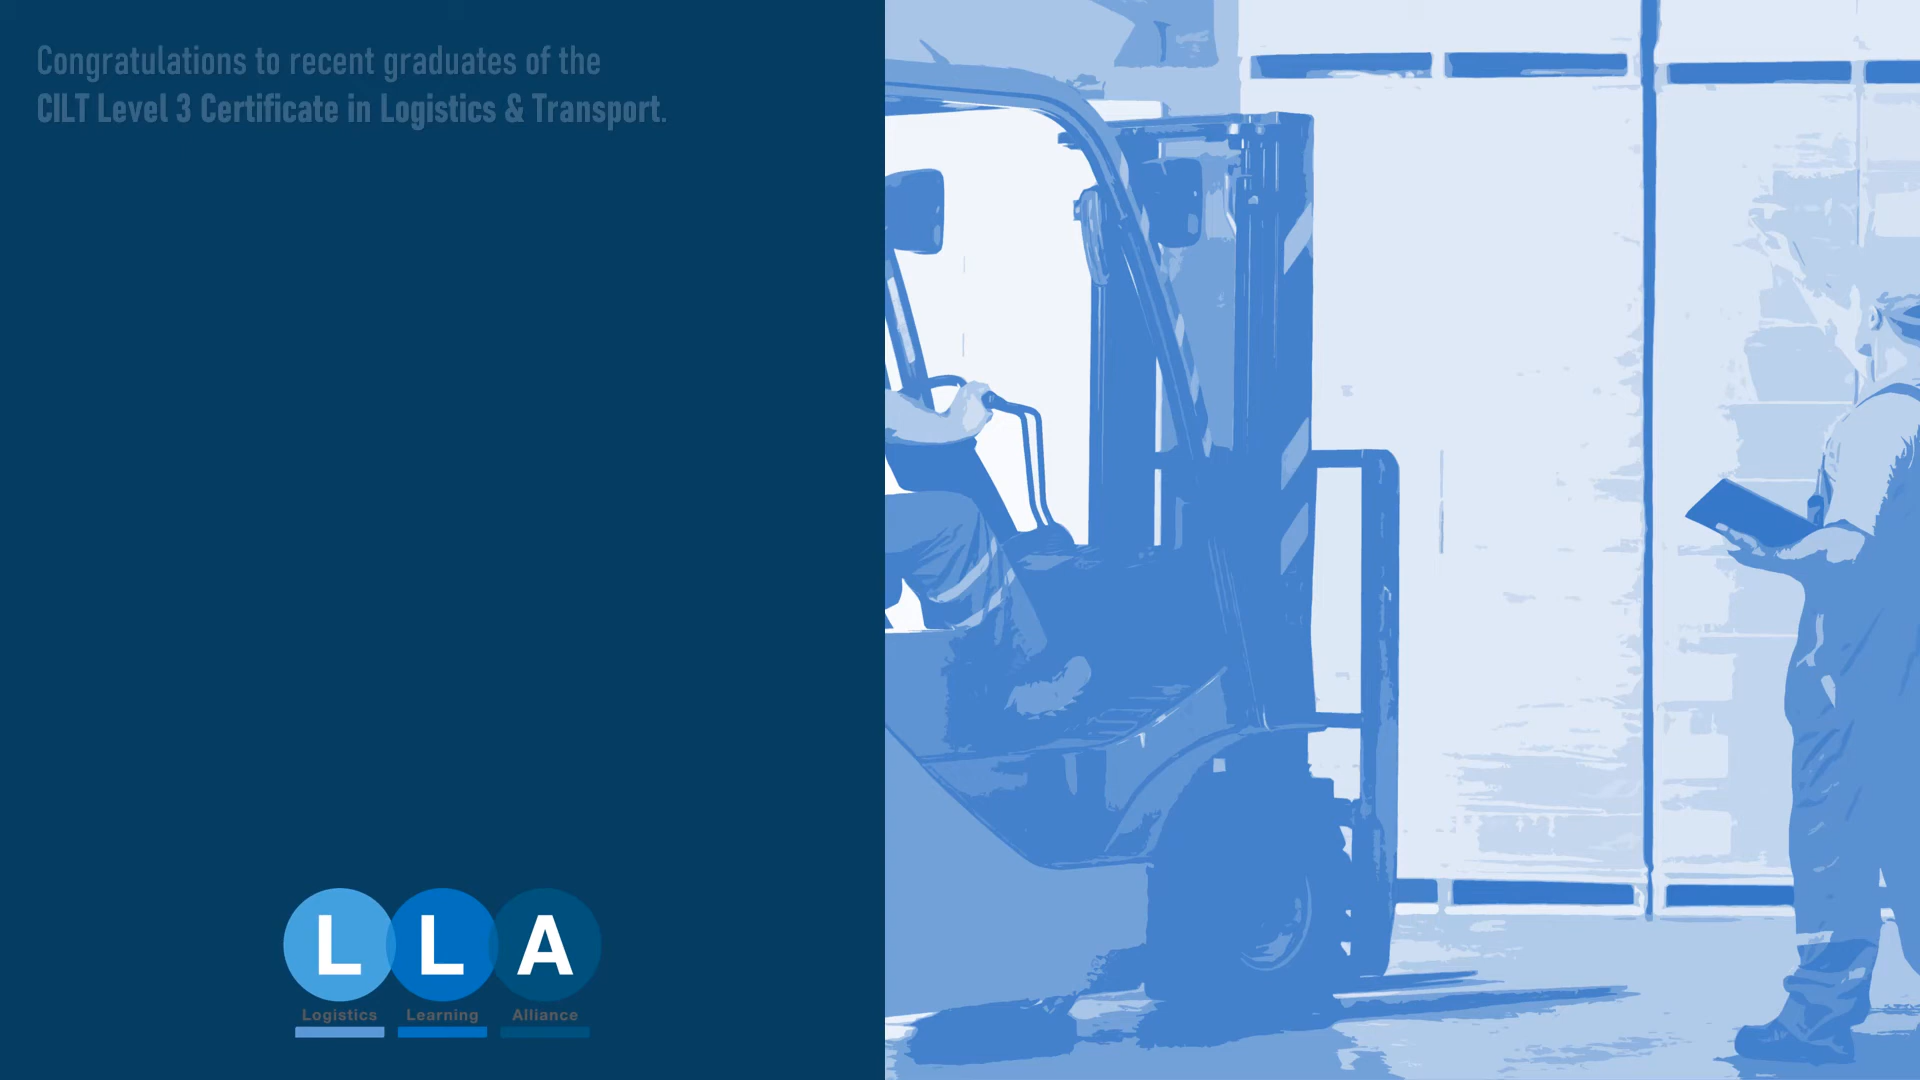 Congratulations to recent graduates of the
CILT Level 3 Certificate in Logistics & Transport.
L L A
Logistics Learning Alliance